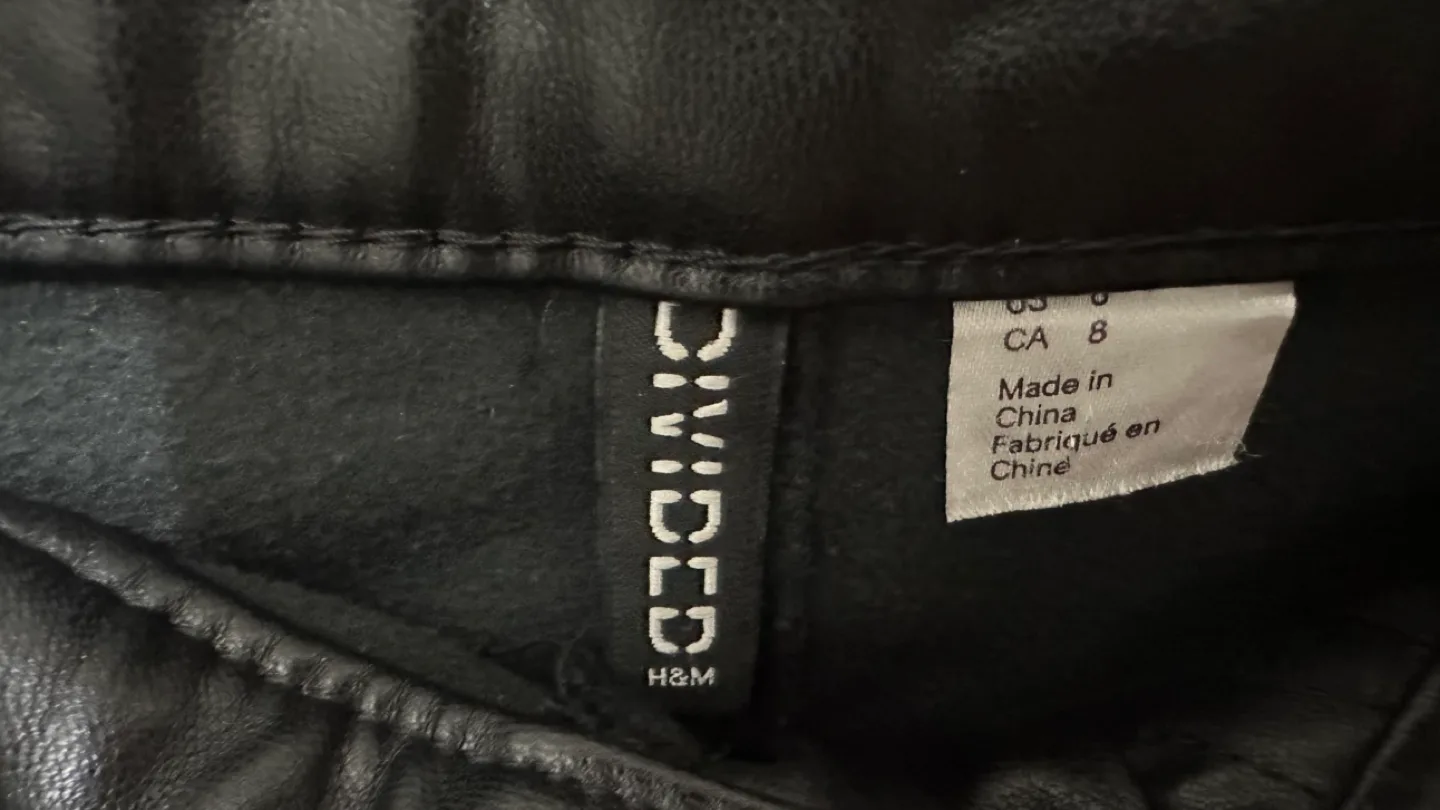 DIVIDED
H&M
CA 8
Made in
China
Fabriqué en
Chine